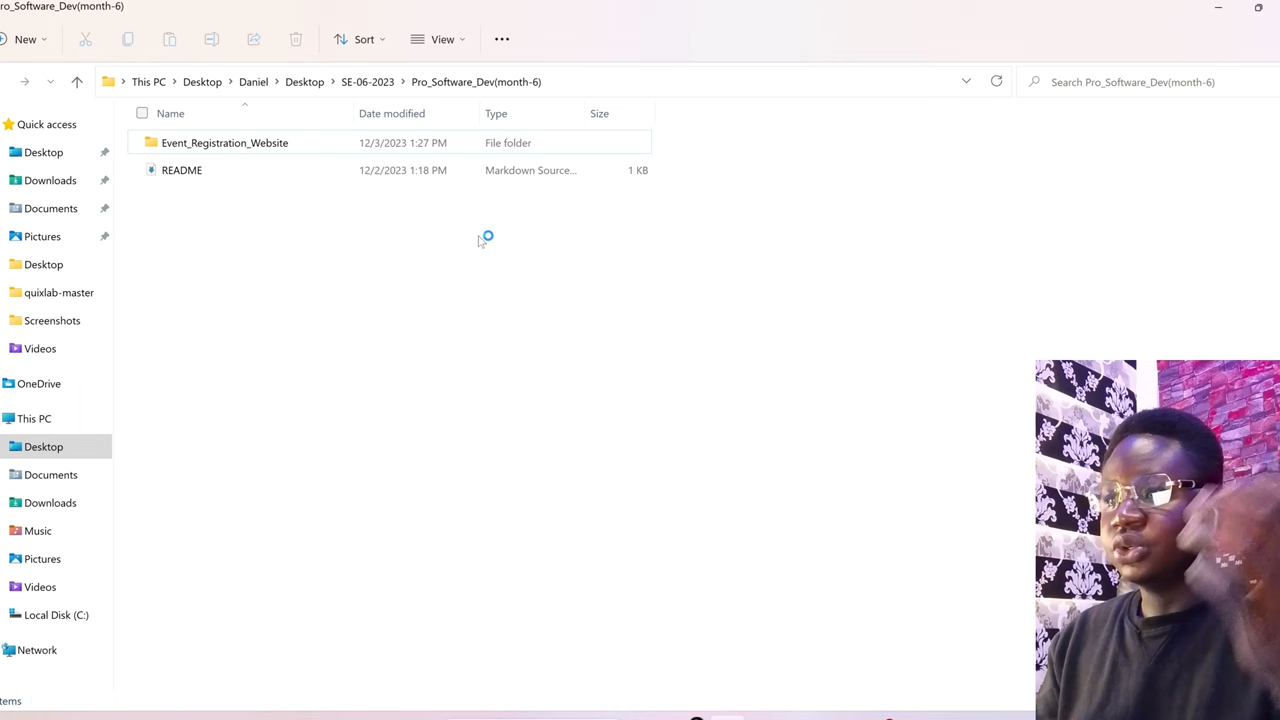 ro_Software_Dev(month-6)
New Sort View
This PC Desktop Daniel Desktop SE-06-2023 Pro_Software_Dev(month-6) Search Pro_Software_Dev(month-6)
Name Date modified Type Size
Quick access
Event_Registration_Website 12/3/2023 1:27 PM File folder
Desktop
README 12/2/2023 1:18 PM Markdown Source... 1 KB
Downloads
Documents
Pictures
Desktop
quixlab-master
Screenshots
Videos
OneDrive
This PC
Desktop
Documents
Downloads
Music
Pictures
Videos
Local Disk (C:)
Network
tems